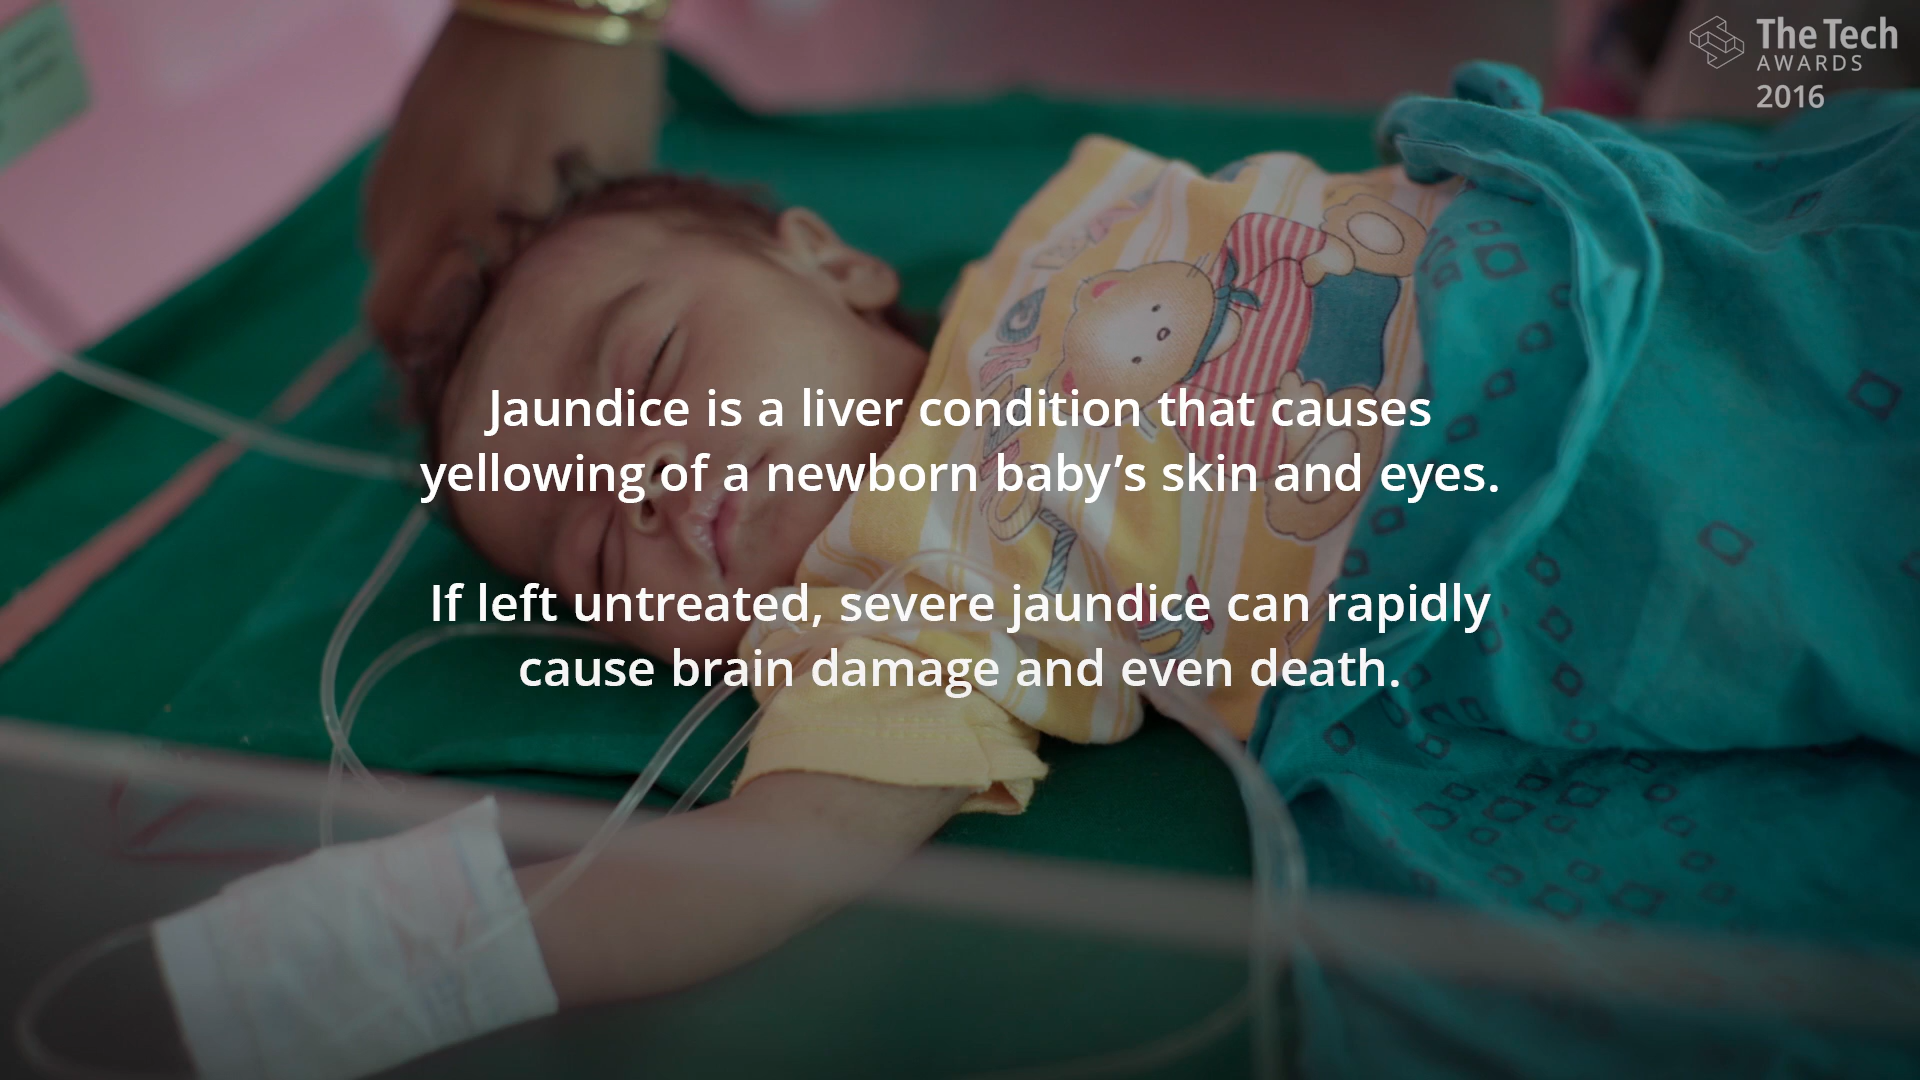 The Tech
AWARDS
2016
Jaundice is a liver condition that causes
yellowing of a newborn baby’s skin and eyes.
If left untreated, severe jaundice can rapidly
cause brain damage and even death.